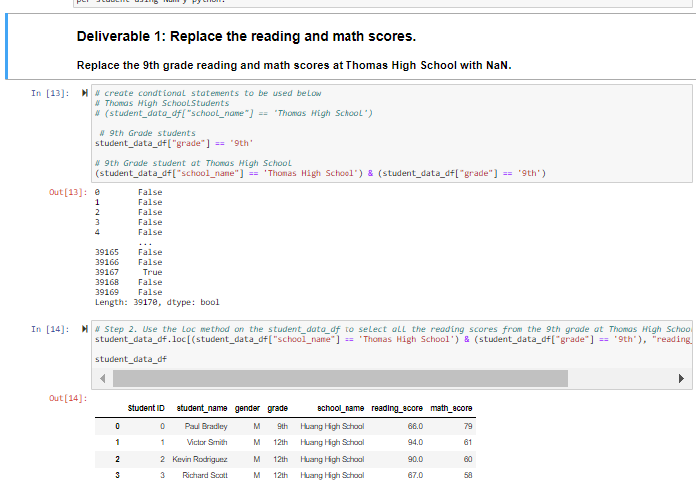 Deliverable 1: Replace the reading and math scores.
Replace the 9th grade reading and math scores at Thomas High School with NaN.
In [13]:
# create condtional statements to be used below
# Thomas High SchoolStudents
# (student_data_df["school_name"] == 'Thomas High School')
# 9th Grade students
student_data_df["grade"] == '9th'
# 9th Grade student at Thomas High School
(student_data_df["school_name"] == 'Thomas High School') & (student_data_df["grade"] == '9th')
Out[13]:
0 False
1 False
2 False
3 False
4 False
...
39165 False
39166 False
39167 True
39168 False
39169 False
Length: 39170, dtype: bool
In [14]:
# Step 2. Use the loc method on the student_data_df to select all the reading scores from the 9th grade at Thomas High Schoo
student_data_df.loc[(student_data_df["school_name"] == 'Thomas High School') & (student_data_df["grade"] == '9th'), "reading_
student_data_df
Out[14]:
Student ID student_name gender grade school_name reading_score math_score
0 0 Paul Bradley M 9th Huang High School 66.0 79
1 1 Victor Smith M 12th Huang High School 94.0 61
2 2 Kevin Rodriguez M 12th Huang High School 90.0 60
3 3 Richard Scott M 12th Huang High School 67.0 58